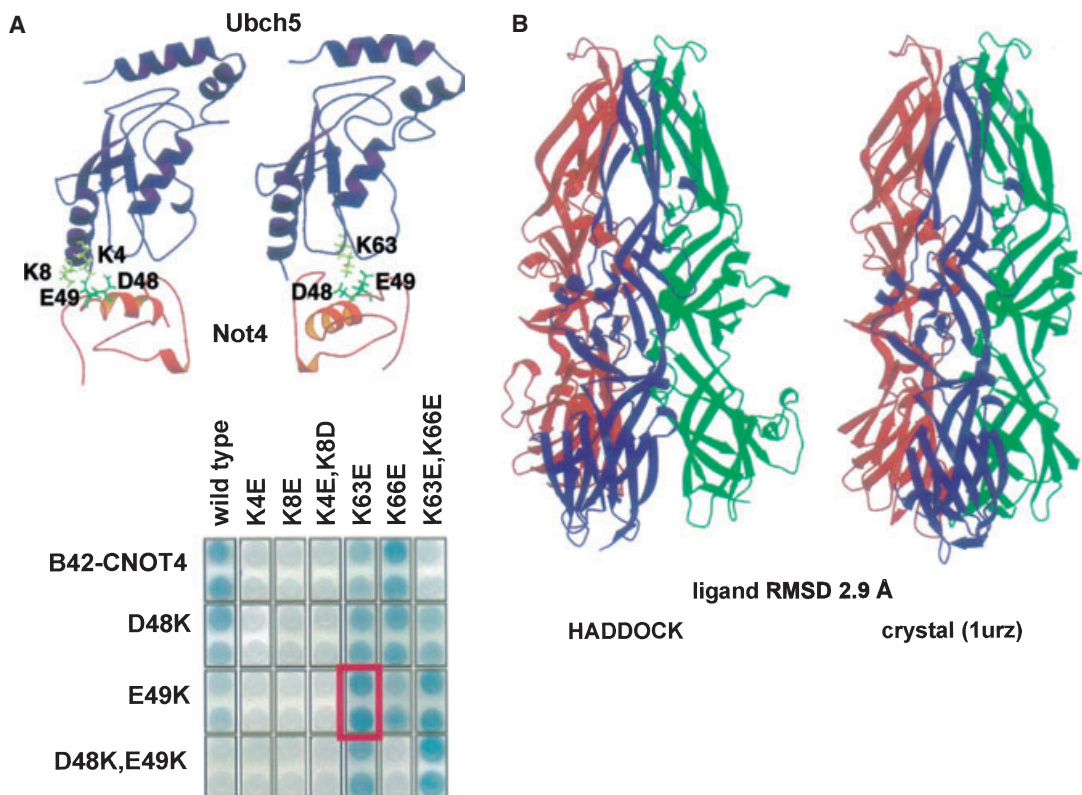 A
Ubch5
K4
K8
D48
E49
K63
D48
E49
Not4
wild type
K4E
K8E
K4E,K8D
K63E
K66E
K63E,K66E
B42-CNOT4
D48K
E49K
D48K,E49K
B
ligand RMSD 2.9 Å
HADDOCK
crystal (1urz)